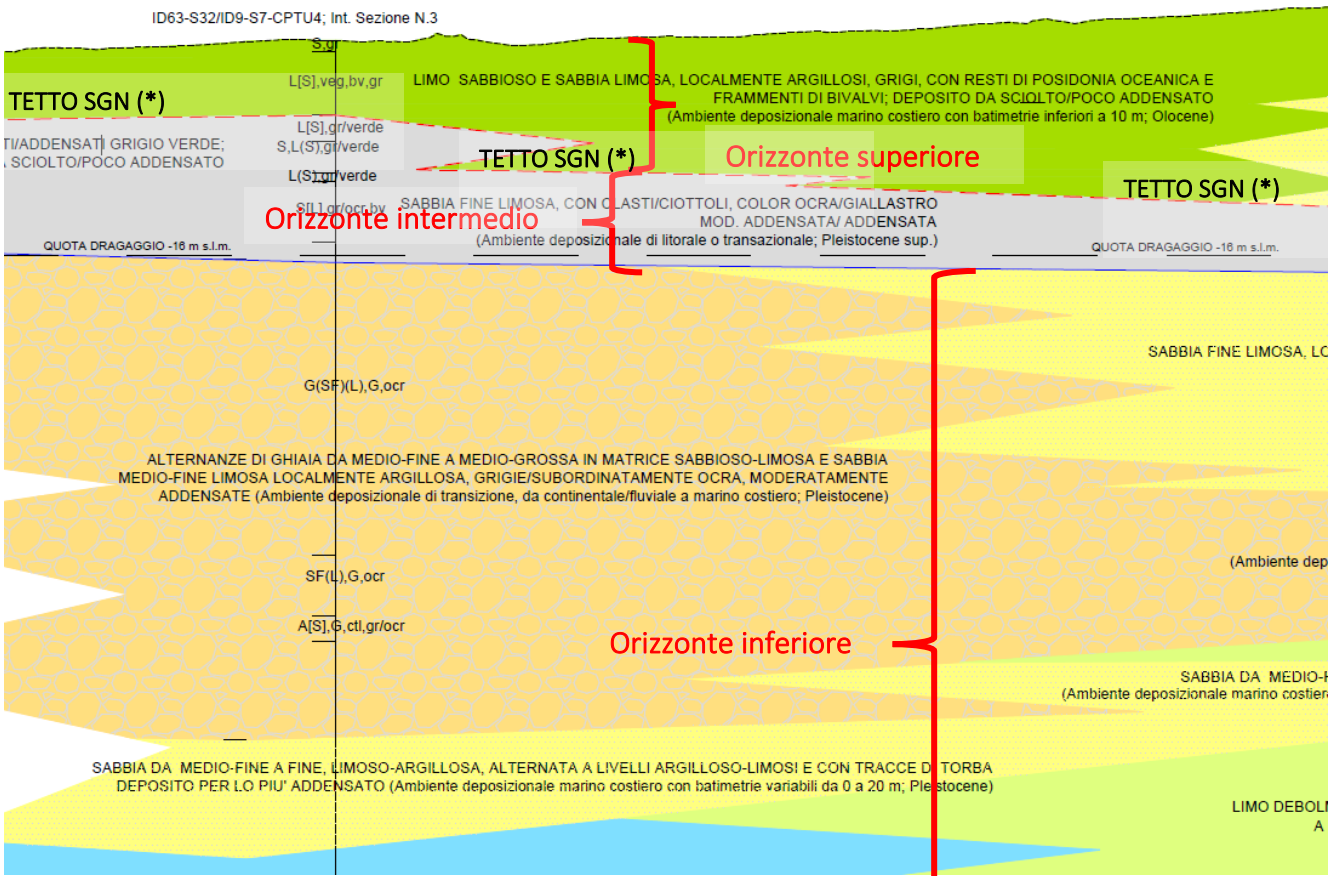 ID63-S32/ID9-S7-CPTU4; Int. Sezione N.3
S,gr
L[S],veg,bv,gr
LIMO SABBIOSO E SABBIA LIMOSA, LOCALMENTE ARGILLOSI, GRIGI, CON RESTI DI POSIDONIA OCEANICA E
FRAMMENTI DI BIVALVI; DEPOSITO DA SCIOLTO/POCO ADDENSATO
(Ambiente deposizionale marino costiero con batimetrie inferiori a 10 m; Olocene)
TETTO SGN (*)
L[S],gr/verde
TI/ADDENSATI GRIGIO VERDE;
S,L(S),gr/verde
SCIOLTO/POCO ADDENSATO
TETTO SGN (*)
Orizzonte superiore
L(S),gr/verde
TETTO SGN (*)
S[L],gr/ocr,bv
SABBIA FINE LIMOSA, CON CLASTI/CIOTTOLI, COLOR OCRA/GIALLASTRO
Orizzonte intermedio
MOD. ADDENSATA/ ADDENSATA
(Ambiente deposizionale di litorale o transazionale; Pleistocene sup.)
QUOTA DRAGAGGIO -16 m s.l.m.
QUOTA DRAGAGGIO -16 m s.l.m.
SABBIA FINE LIMOSA, LO
G(SF)(L),G,ocr
ALTERNANZE DI GHIAIA DA MEDIO-FINE A MEDIO-GROSSA IN MATRICE SABBIOSO-LIMOSA E SABBIA
MEDIO-FINE LIMOSA LOCALMENTE ARGILLOSA, GRIGIE/SUBORDINATAMENTE OCRA, MODERATAMENTE
ADDENSATE (Ambiente deposizionale di transizione, da continentale/fluviale a marino costiero; Pleistocene)
(Ambiente dep
SF(L),G,ocr
A[S],G,ctl,gr/ocr
Orizzonte inferiore
SABBIA DA MEDIO-F
(Ambiente deposizionale marino costiero
SABBIA DA MEDIO-FINE A FINE, LIMOSO-ARGILLOSA, ALTERNATA A LIVELLI ARGILLOSO-LIMOSI E CON TRACCE DI TORBA
DEPOSITO PER LO PIU' ADDENSATO (Ambiente deposizionale marino costiero con batimetrie variabili da 0 a 20 m; Pleistocene)
LIMO DEBOLM
A